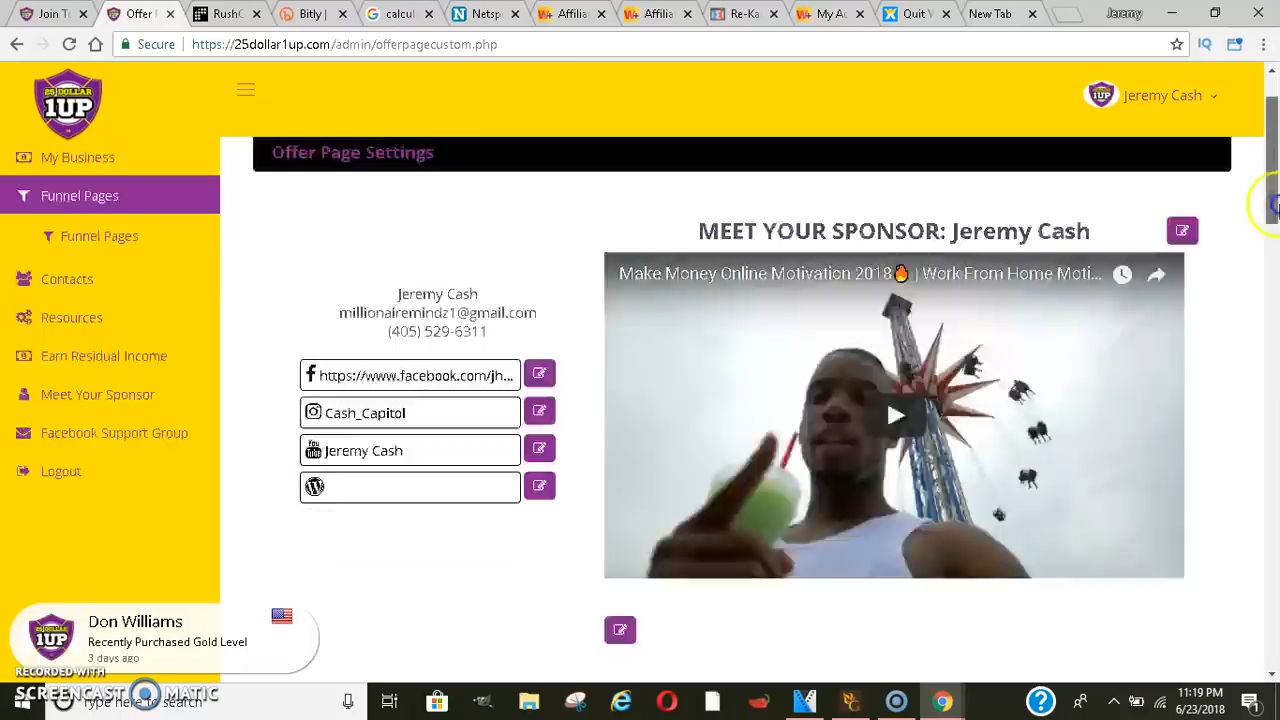 Join T
Offer
RushC
Bitly |
calcul
Netsp
Affilia
Affilia
Re-Ka
My Ac
Quit Y
New Tab
Jeremy
Secure
https://25dollar1up.com/admin/offerpagecustom.php
25 DOLLAR
1UP
Jeremy Cash
My Business
Funnel Pages
Funnel Pages
Contacts
Resources
Earn Residual Income
Meet Your Sponsor
Facebook Support Group
Logout
Offer Page Settings
Jeremy Cash
millionairemindz1@gmail.com
(405) 529-6311
https://www.facebook.com/jh...
Cash_Capitol
Jeremy Cash
MEET YOUR SPONSOR: Jeremy Cash
Make Money Online Motivation 2018🔥 | Work From Home Moti...
Don Williams
Recently Purchased Gold Level
3 days ago
RECORDED WITH
SCREENCAST MATIC
Type here to search
11:19 PM
6/23/2018